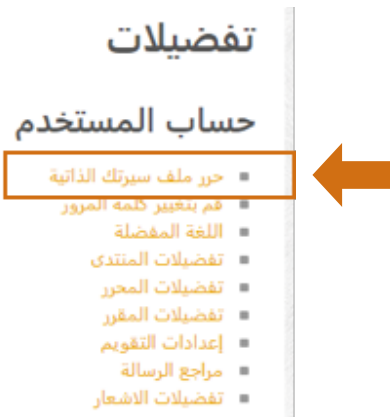 تفضيلات
حساب المستخدم
حرر ملف سيرتك الذاتية
قم بتغيير كلمة المرور
اللغة المفضلة
تفضيلات المنتدى
تفضيلات المحرر
تفضيلات المقرر
إعدادات التقويم
مراجع الرسالة
تفضيلات الاشعار